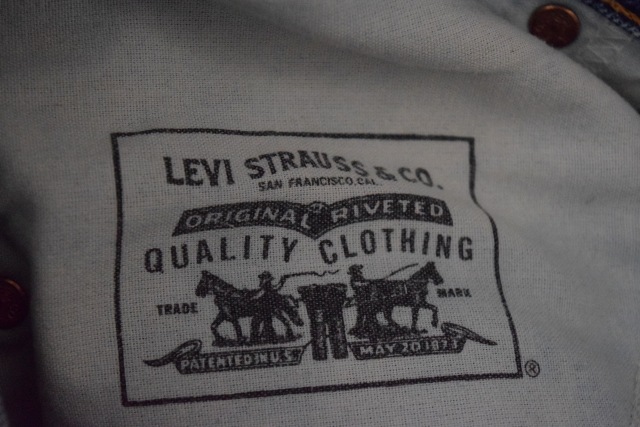 LEVI STRAUSS & CO.
SAN FRANCISCO, CAL.
ORIGINAL RIVETED
QUALITY CLOTHING
TRADE MARK
PATENTED IN U.S. MAY 20 1873
®